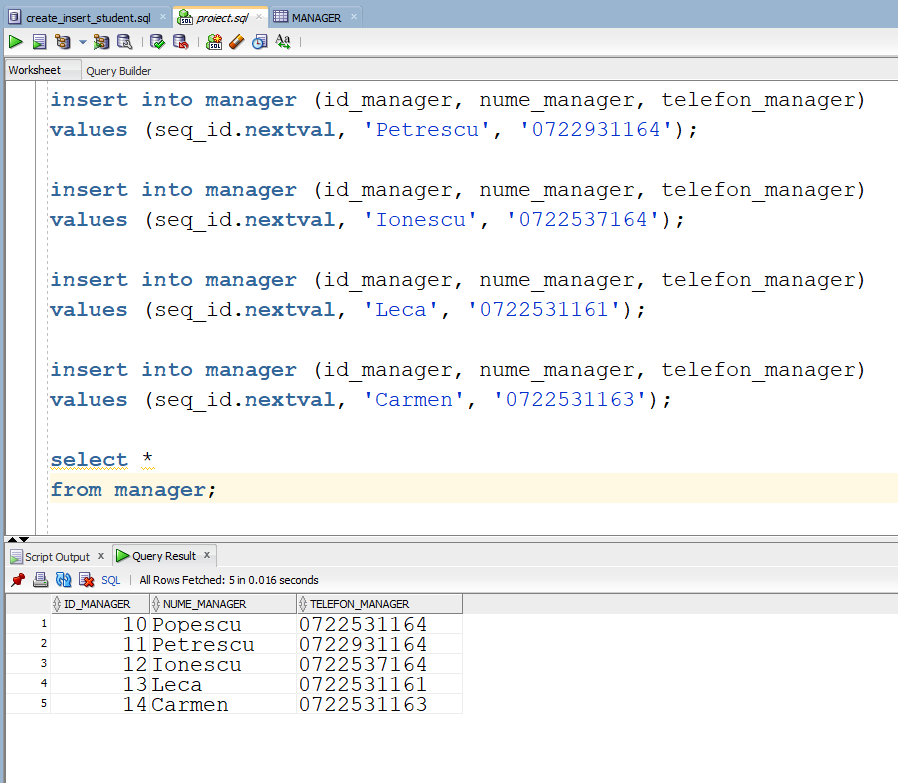 create_insert_student.sql proiect.sql MANAGER
Worksheet Query Builder
insert into manager (id_manager, nume_manager, telefon_manager)
values (seq_id.nextval, 'Petrescu', '0722931164');
insert into manager (id_manager, nume_manager, telefon_manager)
values (seq_id.nextval, 'Ionescu', '0722537164');
insert into manager (id_manager, nume_manager, telefon_manager)
values (seq_id.nextval, 'Leca', '0722531161');
insert into manager (id_manager, nume_manager, telefon_manager)
values (seq_id.nextval, 'Carmen', '0722531163');
select *
from manager;
Script Output x Query Result x
SQL | All Rows Fetched: 5 in 0.016 seconds
ID_MANAGER NUME_MANAGER TELEFON_MANAGER
1 10 Popescu 0722531164
2 11 Petrescu 0722931164
3 12 Ionescu 0722537164
4 13 Leca 0722531161
5 14 Carmen 0722531163